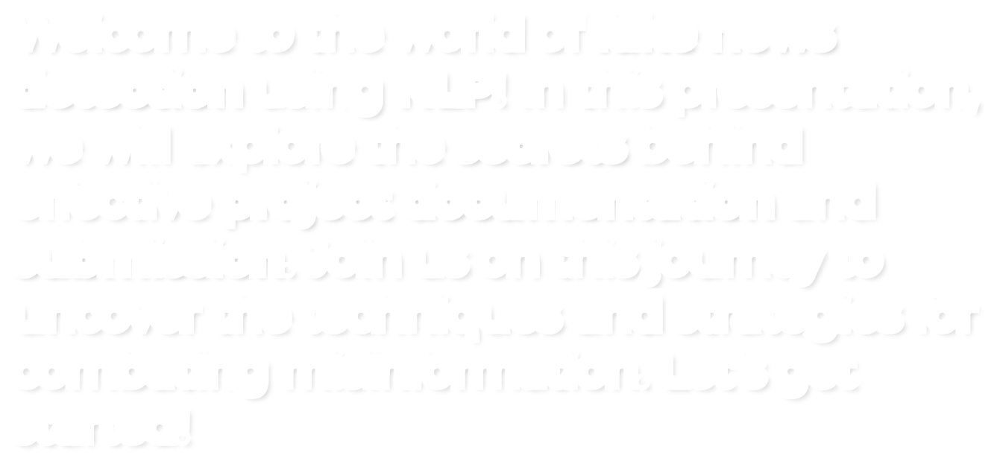 Welcome to the world of fake news
detection using NLP! In this presentation,
we will explore the secrets behind
effective project documentation and
submission. Join us on this journey to
uncover the techniques and strategies for
combating misinformation. Let's get
started!